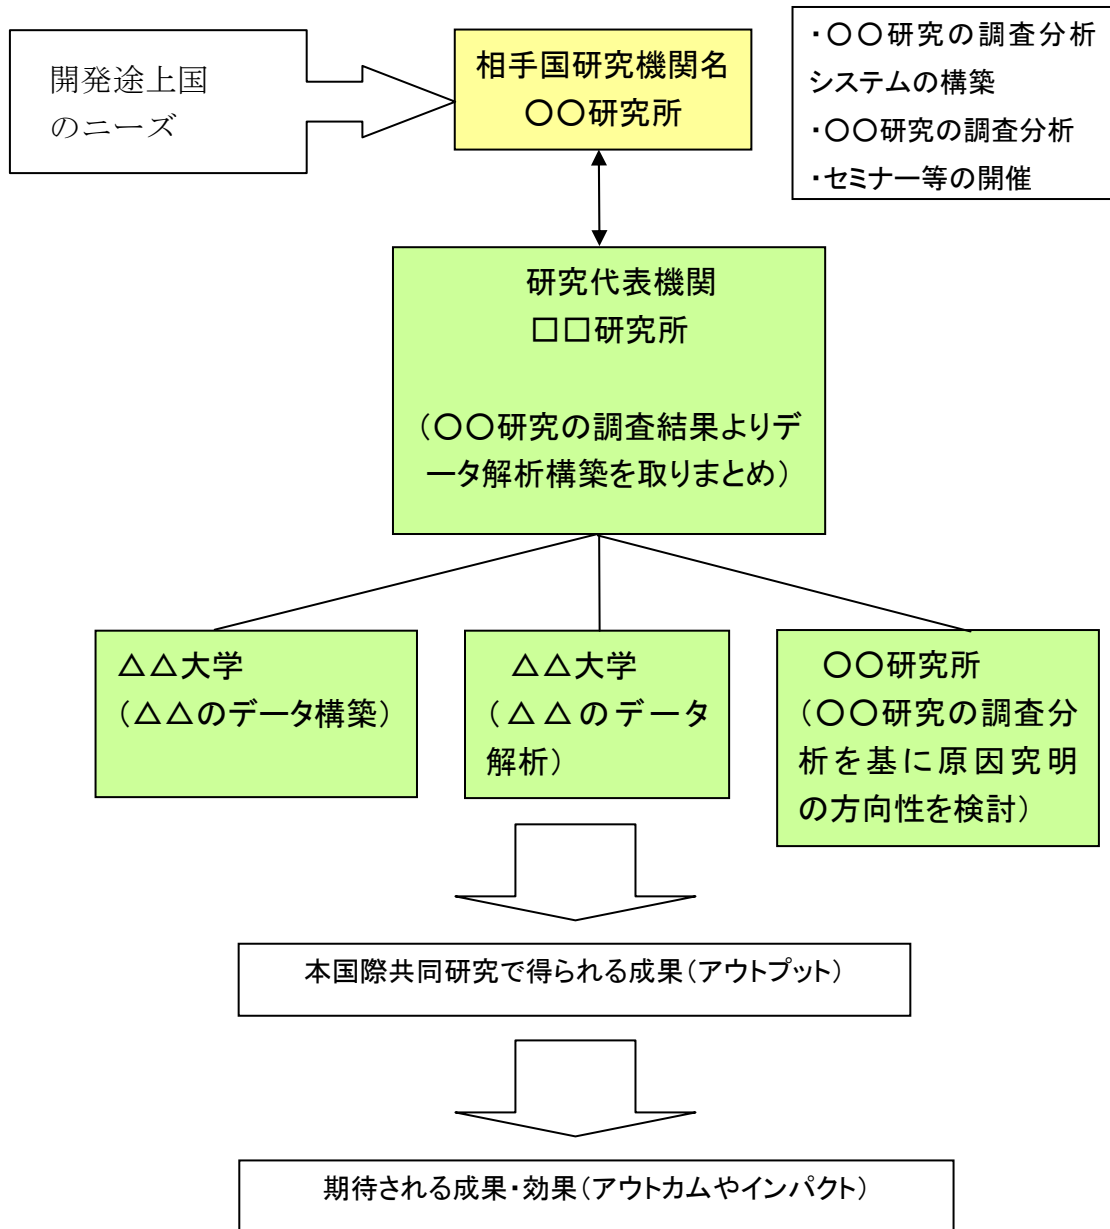 開発途上国
のニーズ
相手国研究機関名
〇〇研究所
・〇〇研究の調査分析
システムの構築
・〇〇研究の調査分析
・セミナー等の開催
研究代表機関
□□研究所
（〇〇研究の調査結果よりデ
ータ解析構築を取りまとめ）
△△大学
（△△のデータ構築）
△△大学
（△△のデータ
解析）
〇〇研究所
（〇〇研究の調査分
析を基に原因究明
の方向性を検討）
本国際共同研究で得られる成果（アウトプット）
期待される成果・効果（アウトカムやインパクト）